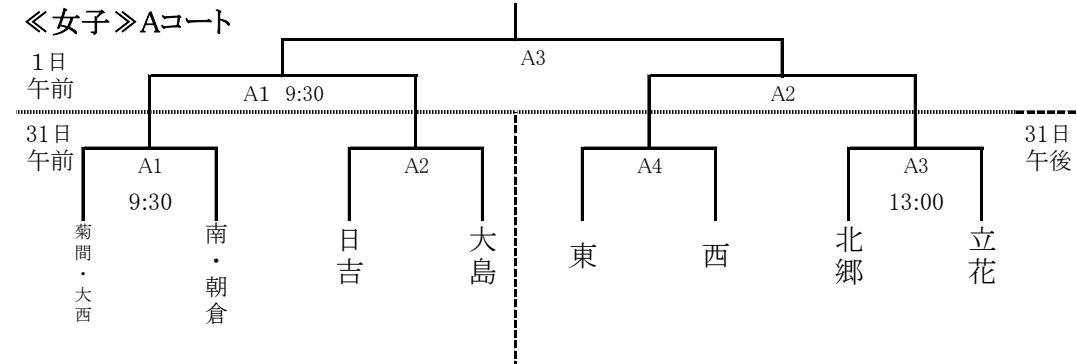 ≪女子≫Aコート
A3
1日
午前
A1 9:30
A2
31日
午前
31日
午後
A1
A2
A4
A3
9:30
13:00
菊間・大西
南・朝倉
日吉
大島
東
西
北郷
立花